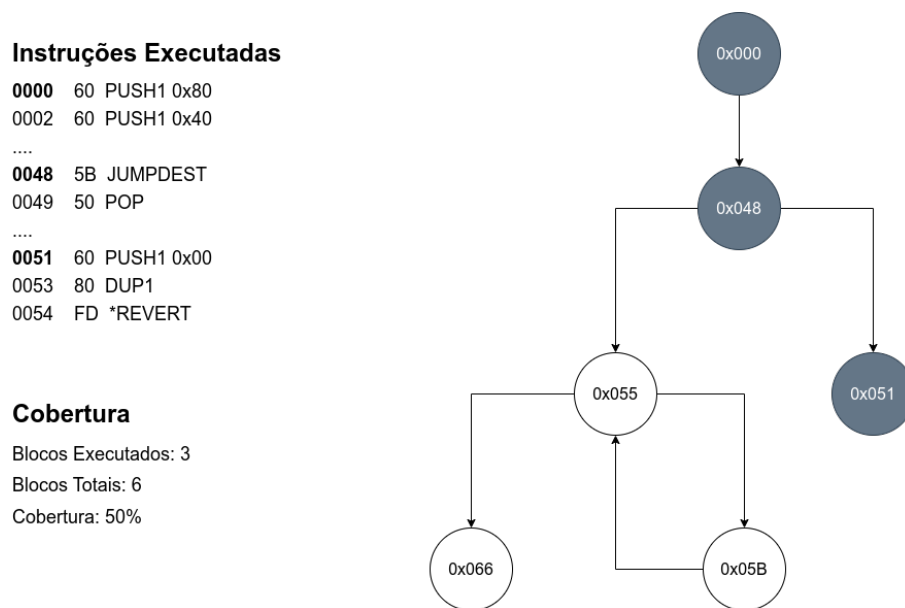 Instruções Executadas
0000 60 PUSH1 0x80
0002 60 PUSH1 0x40
....
0048 5B JUMPDEST
0049 50 POP
....
0051 60 PUSH1 0x00
0053 80 DUP1
0054 FD *REVERT
Cobertura
Blocos Executados: 3
Blocos Totais: 6
Cobertura: 50%
0x000
0x048
0x055
0x051
0x066
0x05B